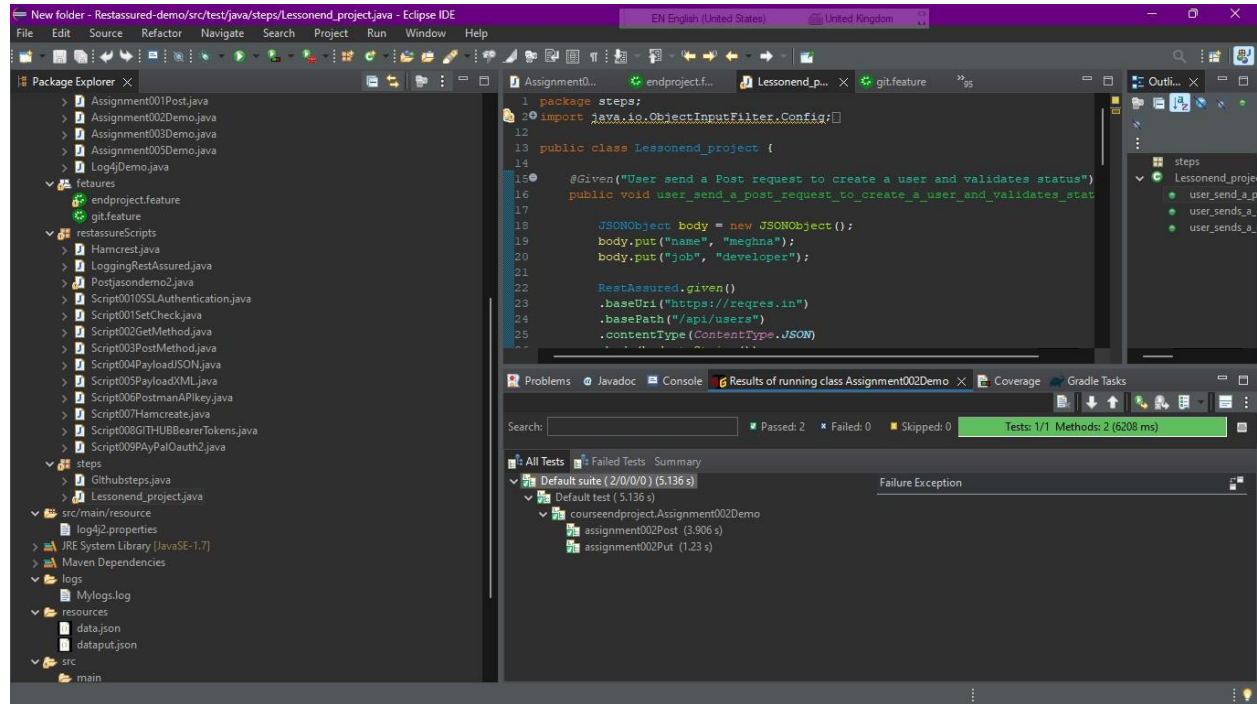 New folder - Restassured-demo/src/test/java/steps/Lessonend_project.java - Eclipse IDE
EN English (United States) United Kingdom
File Edit Source Refactor Navigate Search Project Run Window Help
Package Explorer
Assignment001Post.java
Assignment002Demo.java
Assignment003Demo.java
Assignment005Demo.java
Log4jDemo.java
fetaures
endproject.feature
git.feature
restassureScripts
Hamcrest.java
LoggingRestAssured.java
Postjasondemo2.java
Script0010SSLAuthentication.java
Script001SetCheck.java
Script002GetMethod.java
Script003PostMethod.java
Script004PayloadJSON.java
Script005PayloadXML.java
Script006PostmanAPIkey.java
Script007Hamcreate.java
Script008GITHUBBearerTokens.java
Script009PAyPalOauth2.java
steps
GIthubsteps.java
Lessonend_project.java
src/main/resource
log4j2.properties
JRE System Library [JavaSE-1.7]
Maven Dependencies
logs
Mylogs.log
resources
data.json
dataput.json
src
main
Assignment0... endproject.f... Lessonend_p... git.feature 95
1 package steps;
2 import java.io.ObjectInputFilter.Config;
12
13 public class Lessonend_project {
14
15 @Given("User send a Post request to create a user and validates status")
16 public void user_send_a_post_request_to_create_a_user_and_validates_stat
17
18 JSONObject body = new JSONObject();
19 body.put("name", "meghna");
20 body.put("job", "developer");
21
22 RestAssured.given()
23 .baseUri("https://reqres.in")
24 .basePath("/api/users")
25 .contentType(ContentType.JSON)
Outli...
steps
Lessonend_proje
user_send_a_p
user_sends_a_
user_sends_a_
Problems Javadoc Console Results of running class Assignment002Demo Coverage Gradle Tasks
Search: Passed: 2 Failed: 0 Skipped: 0 Tests: 1/1 Methods: 2 (6208 ms)
All Tests Failed Tests Summary
Default suite ( 2/0/0/0 ) (5.136 s)
Default test ( 5.136 s)
courseendproject.Assignment002Demo
assignment002Post (3.906 s)
assignment002Put (1.23 s)
Failure Exception